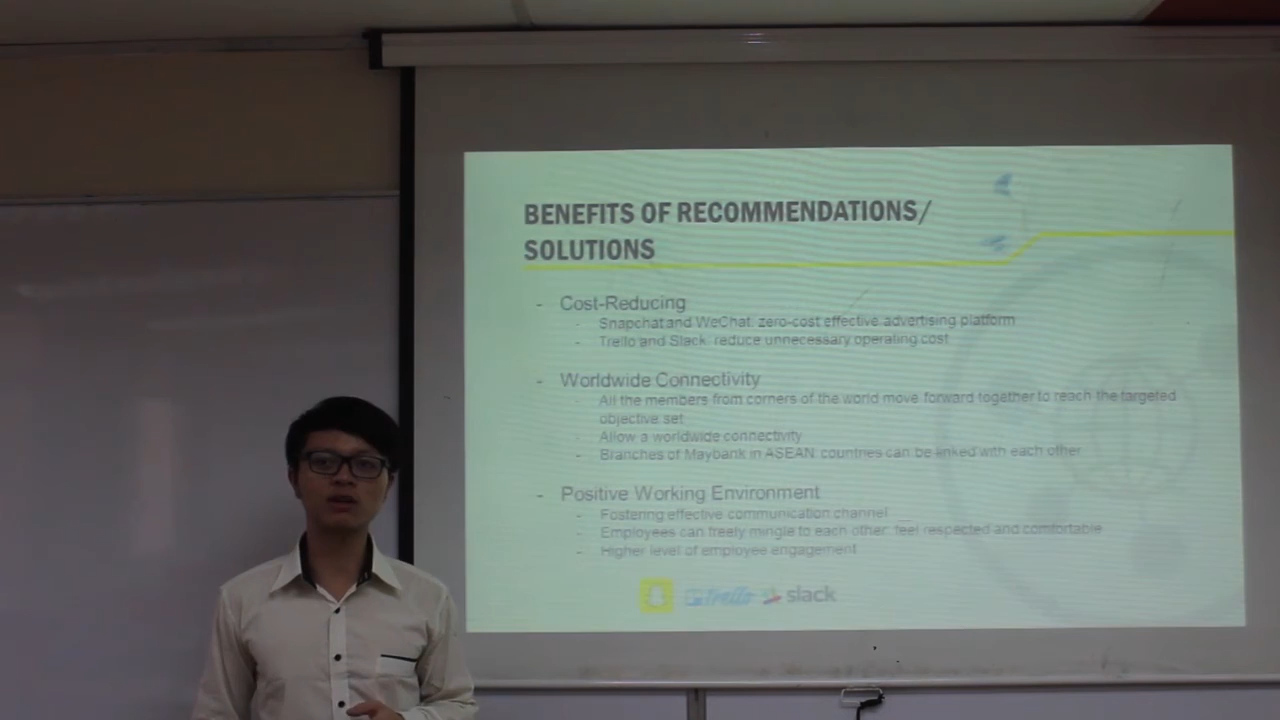 BENEFITS OF RECOMMENDATIONS/
SOLUTIONS
- Cost-Reducing
- Snapchat and WeChat: zero-cost effective advertising platform
- Trello and Slack: reduce unnecessary operating cost
- Worldwide Connectivity
- All the members from corners of the world move forward together to reach the targeted
objective set
- Allow a worldwide connectivity
- Branches of Maybank in ASEAN countries can be linked with each other
- Positive Working Environment
- Fostering effective communication channel
- Employees can freely mingle to each other: feel respected and comfortable
- Higher level of employee engagement
Trello slack